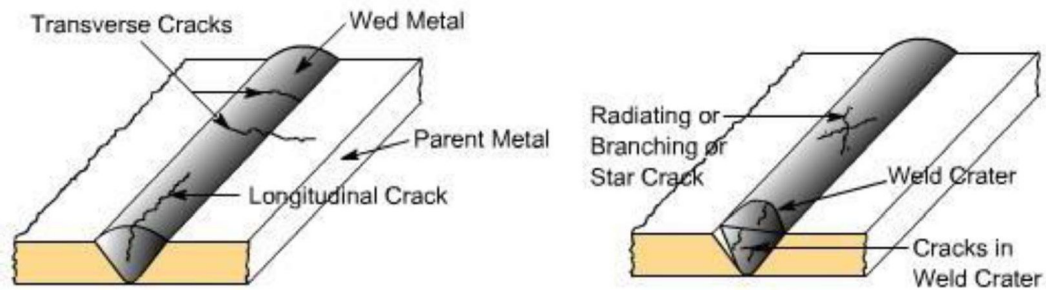 Transverse Cracks
Wed Metal
Parent Metal
Longitudinal Crack
Radiating or
Branching or
Star Crack
Weld Crater
Cracks in
Weld Crater